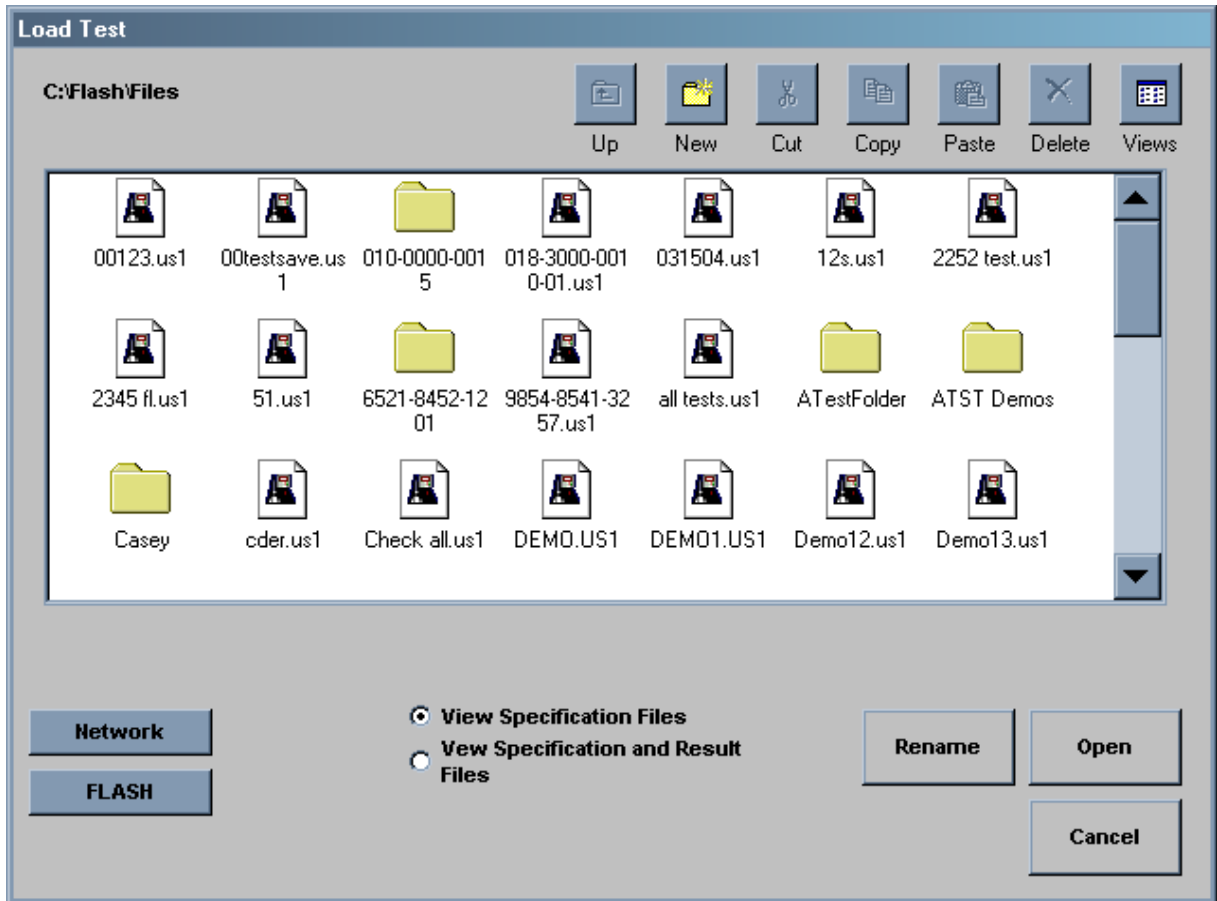 Load Test
C:\Flash\Files
Up New Cut Copy Paste Delete Views
00123.us1 00testsave.us 010-0000-001 018-3000-001 031504.us1 12s.us1 2252 test.us1
1 5 0-01.us1
2345 fl.us1 51.us1 6521-8452-12 9854-8541-32 all tests.us1 ATestFolder ATST Demos
01 57.us1
Casey cder.us1 Check all.us1 DEMO.US1 DEMO1.US1 Demo12.us1 Demo13.us1
Network
FLASH
View Specification Files
Vew Specification and Result
Files
Rename
Open
Cancel